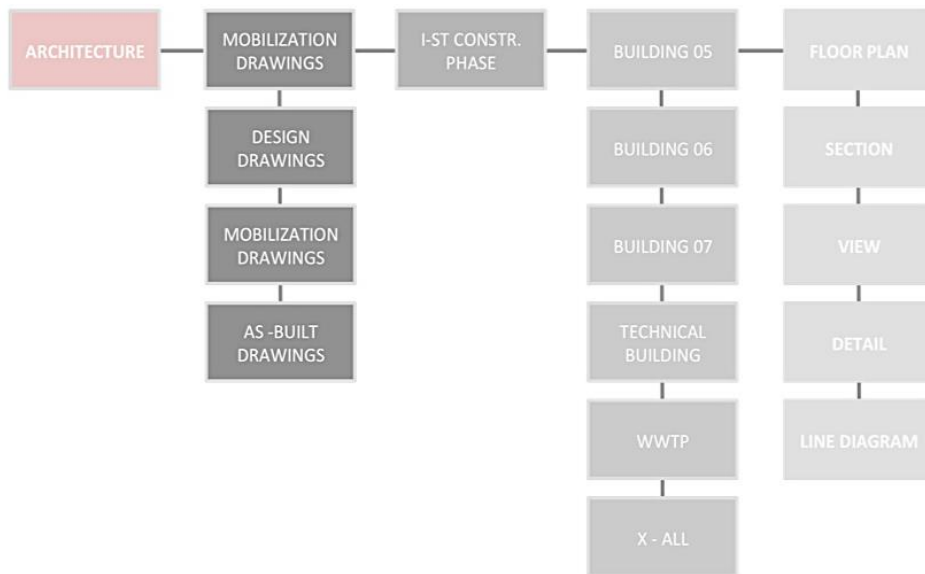 ARCHITECTURE
MOBILIZATION
DRAWINGS
I-ST CONSTR.
PHASE
BUILDING 05
FLOOR PLAN
DESIGN
DRAWINGS
BUILDING 06
SECTION
MOBILIZATION
DRAWINGS
BUILDING 07
VIEW
AS -BUILT
DRAWINGS
TECHNICAL
BUILDING
DETAIL
WWTP
LINE DIAGRAM
X - ALL